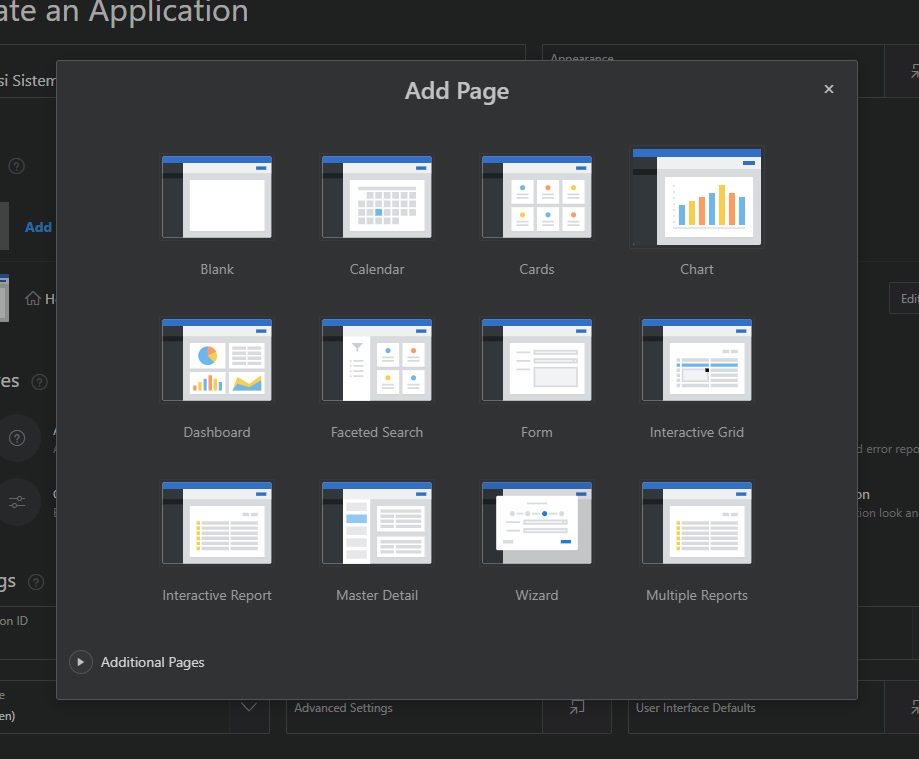 ate an Application
Appearance
si Sistem
Add Page
Add
Blank
Calendar
Cards
Chart
Edit
Dashboard
Faceted Search
Form
Interactive Grid
d error repo
Interactive Report
Master Detail
Wizard
Multiple Reports
on
ion look an
es
gs
on ID
Additional Pages
e
en)
Advanced Settings
User Interface Defaults